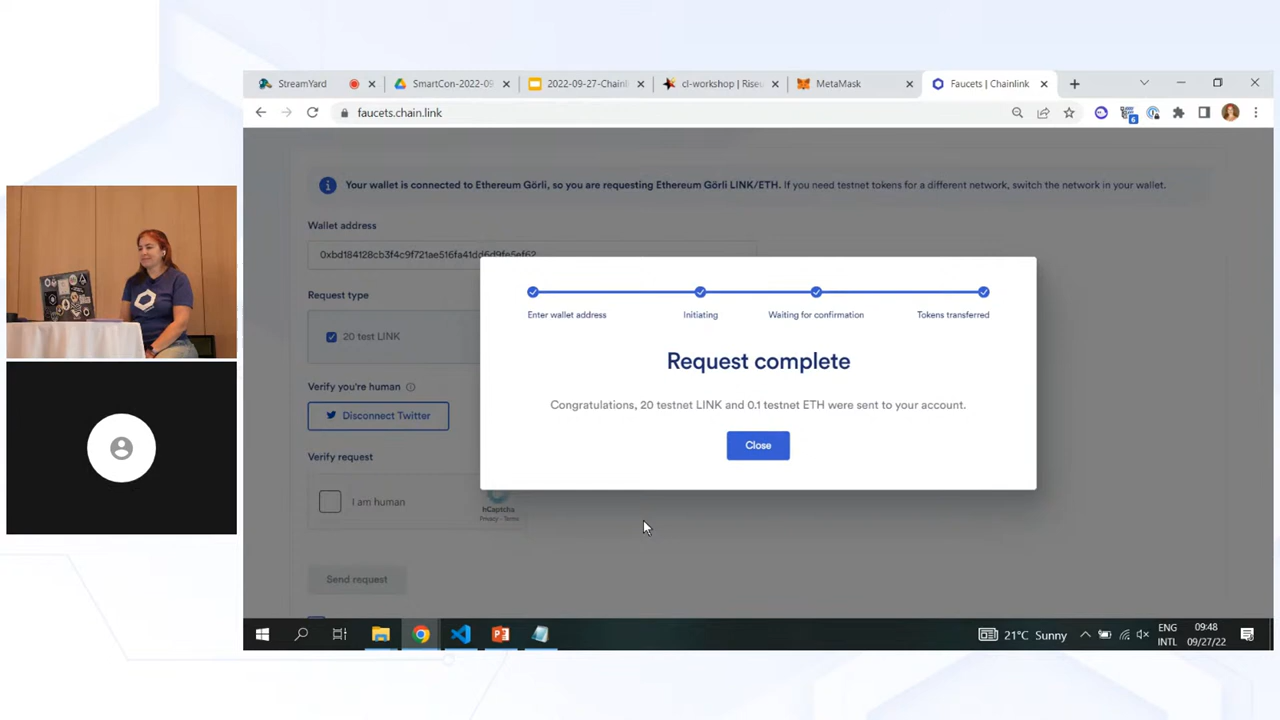 StreamYard
SmartCon-2022-09
2022-09-27-Chainl
cl-workshop | Riseu
MetaMask
Faucets | Chainlink
faucets.chain.link
6
Your wallet is connected to Ethereum Görli, so you are requesting Ethereum Görli LINK/ETH. If you need testnet tokens for a different network, switch the network in your wallet.
Wallet address
0xbd184128cb3f4c9f721ae516fa41dd6d9fe5ef62
Request type
20 test LINK
Verify you're human
Disconnect Twitter
Verify request
I am human
hCaptcha
Privacy - Terms
Send request
Enter wallet address
Initiating
Waiting for confirmation
Tokens transferred
Request complete
Congratulations, 20 testnet LINK and 0.1 testnet ETH were sent to your account.
Close
21°C Sunny
ENG
INTL
09:48
09/27/22